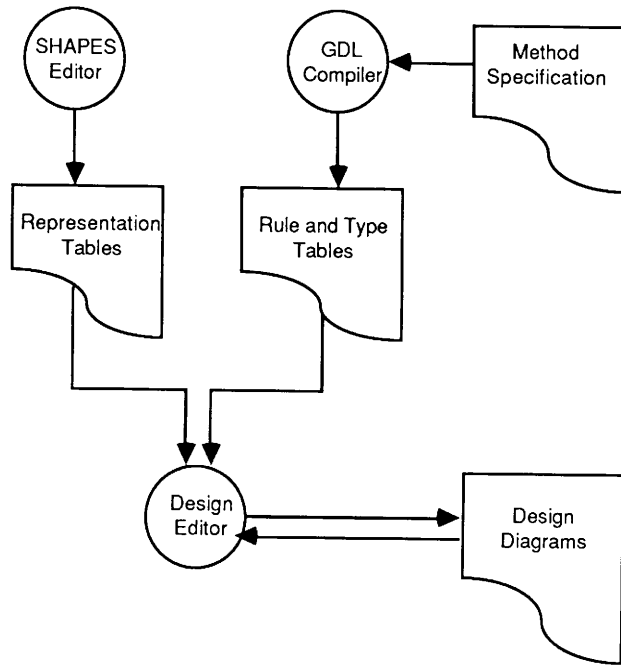 SHAPES
Editor
GDL
Compiler
Method
Specification
Representation
Tables
Rule and Type
Tables
Design
Editor
Design
Diagrams